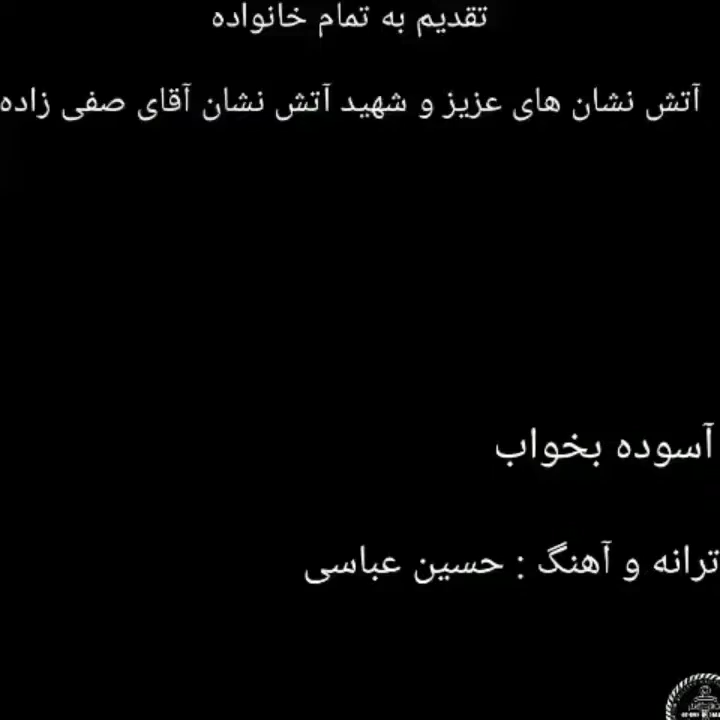 تقدیم به تمام خانواده
آتش نشان های عزیز و شهید آتش نشان آقای صفی زاده
آسوده بخواب
ترانه و آهنگ : حسین عباسی